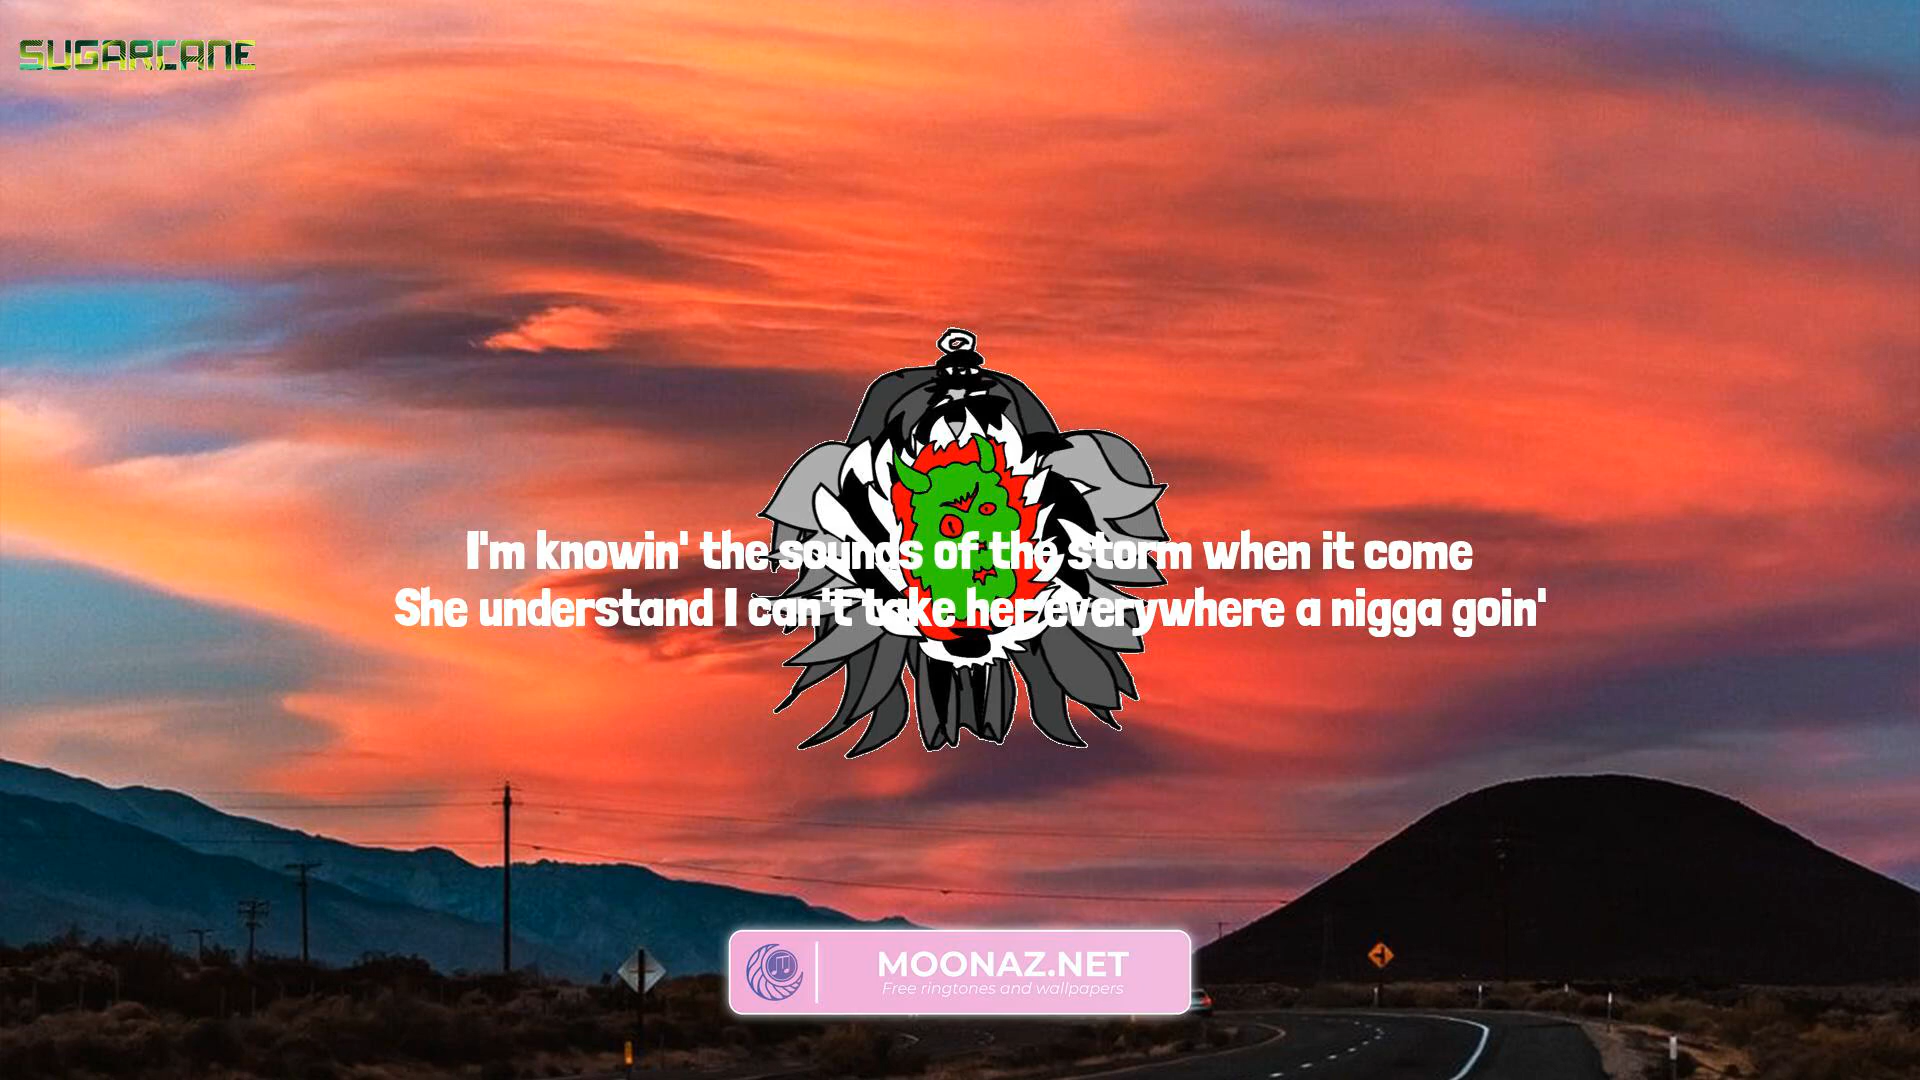 SUGARCANE
I'm knowin' the sounds of the storm when it come
She understand I can't take her everywhere a nigga goin'
MOONAZ.NET
Free ringtones and wallpapers